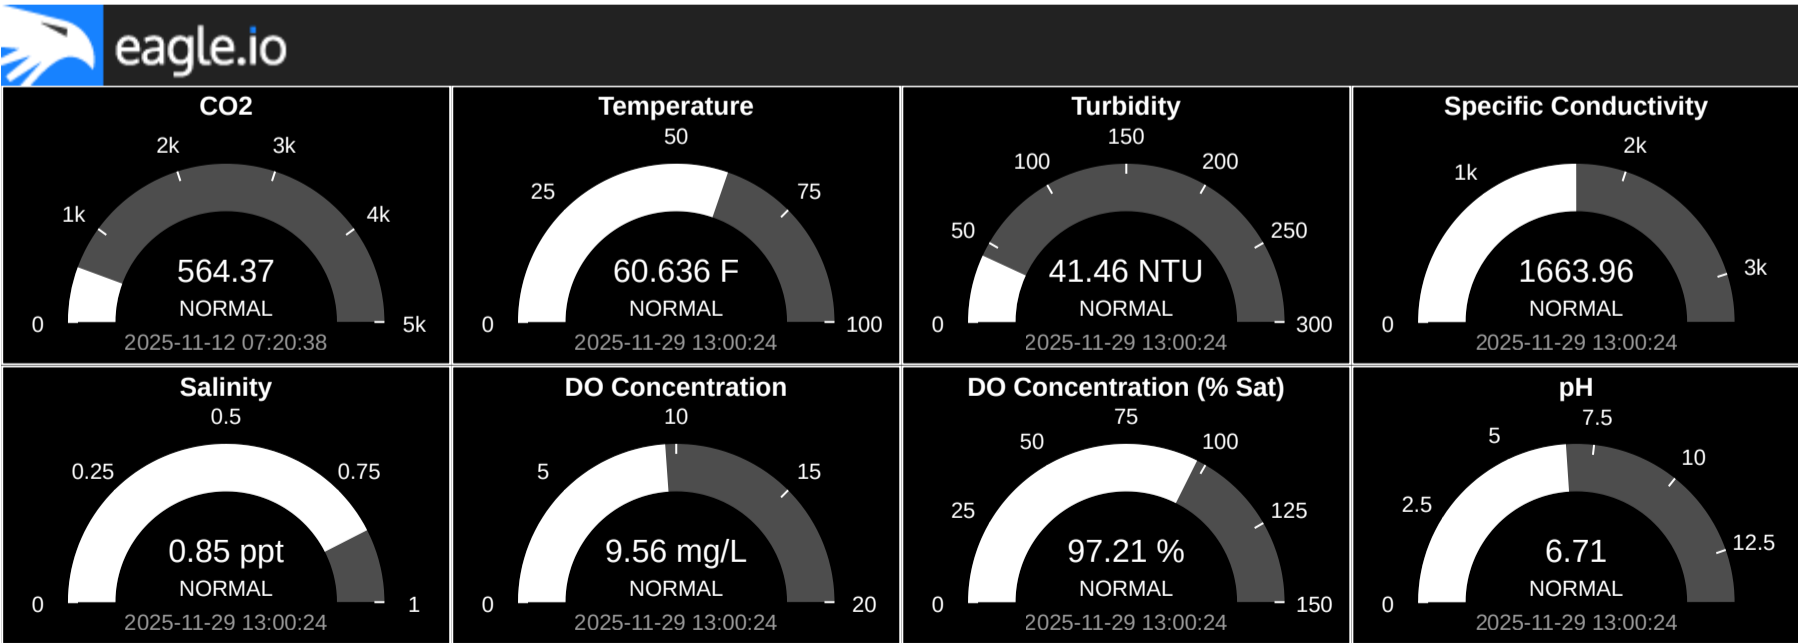 eagle.io
CO2
2k
3k
1k
4k
564.37
NORMAL
0
5k
2025-11-12 07:20:38
Temperature
50
25
75
60.636 F
NORMAL
0
100
2025-11-29 13:00:24
Turbidity
150
100
200
50
250
41.46 NTU
NORMAL
0
300
2025-11-29 13:00:24
Specific Conductivity
2k
1k
3k
1663.96
NORMAL
0
2025-11-29 13:00:24
Salinity
0.5
0.25
0.75
0.85 ppt
NORMAL
0
1
2025-11-29 13:00:24
DO Concentration
10
5
15
9.56 mg/L
NORMAL
0
20
2025-11-29 13:00:24
DO Concentration (% Sat)
75
50
100
25
125
97.21 %
NORMAL
0
150
2025-11-29 13:00:24
pH
7.5
5
10
2.5
12.5
6.71
NORMAL
0
2025-11-29 13:00:24